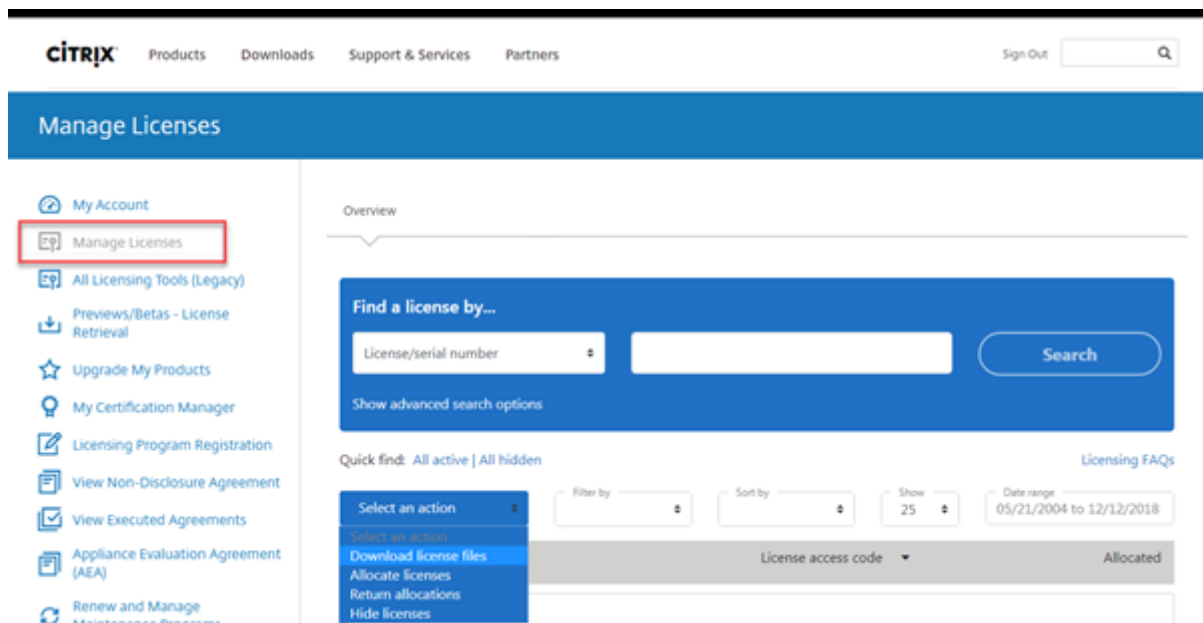 CİTRIX Products Downloads Support & Services Partners Sign Out
Manage Licenses
My Account
Manage Licenses
All Licensing Tools (Legacy)
Previews/Betas - License
Retrieval
Upgrade My Products
My Certification Manager
Licensing Program Registration
View Non-Disclosure Agreement
View Executed Agreements
Appliance Evaluation Agreement
(AEA)
Renew and Manage
Maintenance Programs
Overview
Find a license by...
License/serial number Search
Show advanced search options
Quick find: All active | All hidden Licensing FAQs
Select an action Filter by Sort by Show 25 Date range 05/21/2004 to 12/12/2018
Select an action
Download license files
Allocate licenses
Return allocations
Hide licenses
License access code Allocated